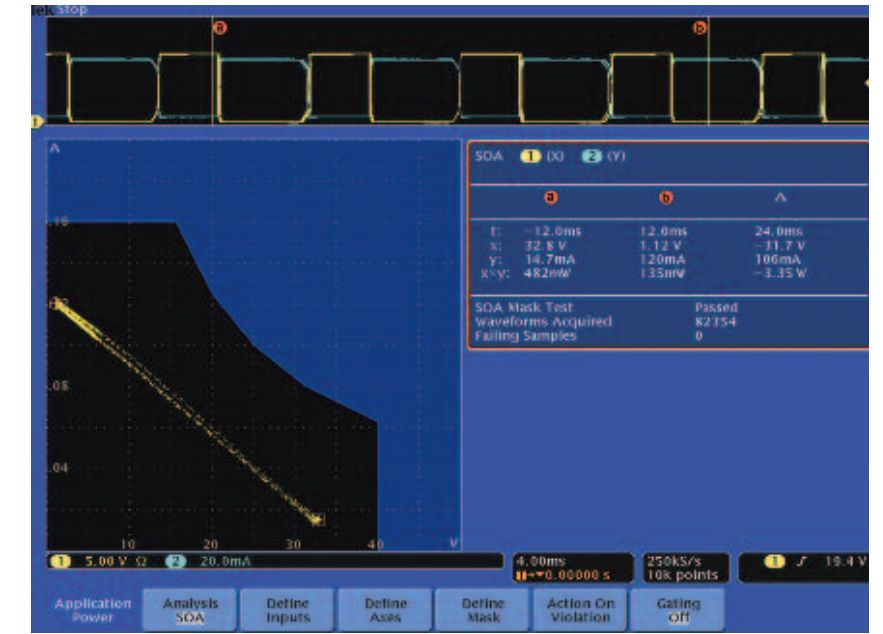 Tek Stop
a b
1
A
.16
.12
.08
.04
10 20 30 40 V
SOA 1 (X) 2 (Y)
a b Δ
t: -12.0ms 12.0ms 24.0ms
x: 32.8 V 1.12 V -31.7 V
y: 14.7mA 120mA 106mA
x*y: 482mW 135mW -3.35 W
SOA Mask Test Passed
Waveforms Acquired 82354
Failing Samples 0
1 5.00 V Ω 2 20.0mA
4.00ms 250kS/s 1 19.4 V
0.00000 s 10k points
Application Analysis Define Define Define Action On Gating
Power SOA Inputs Axes Mask Violation Off